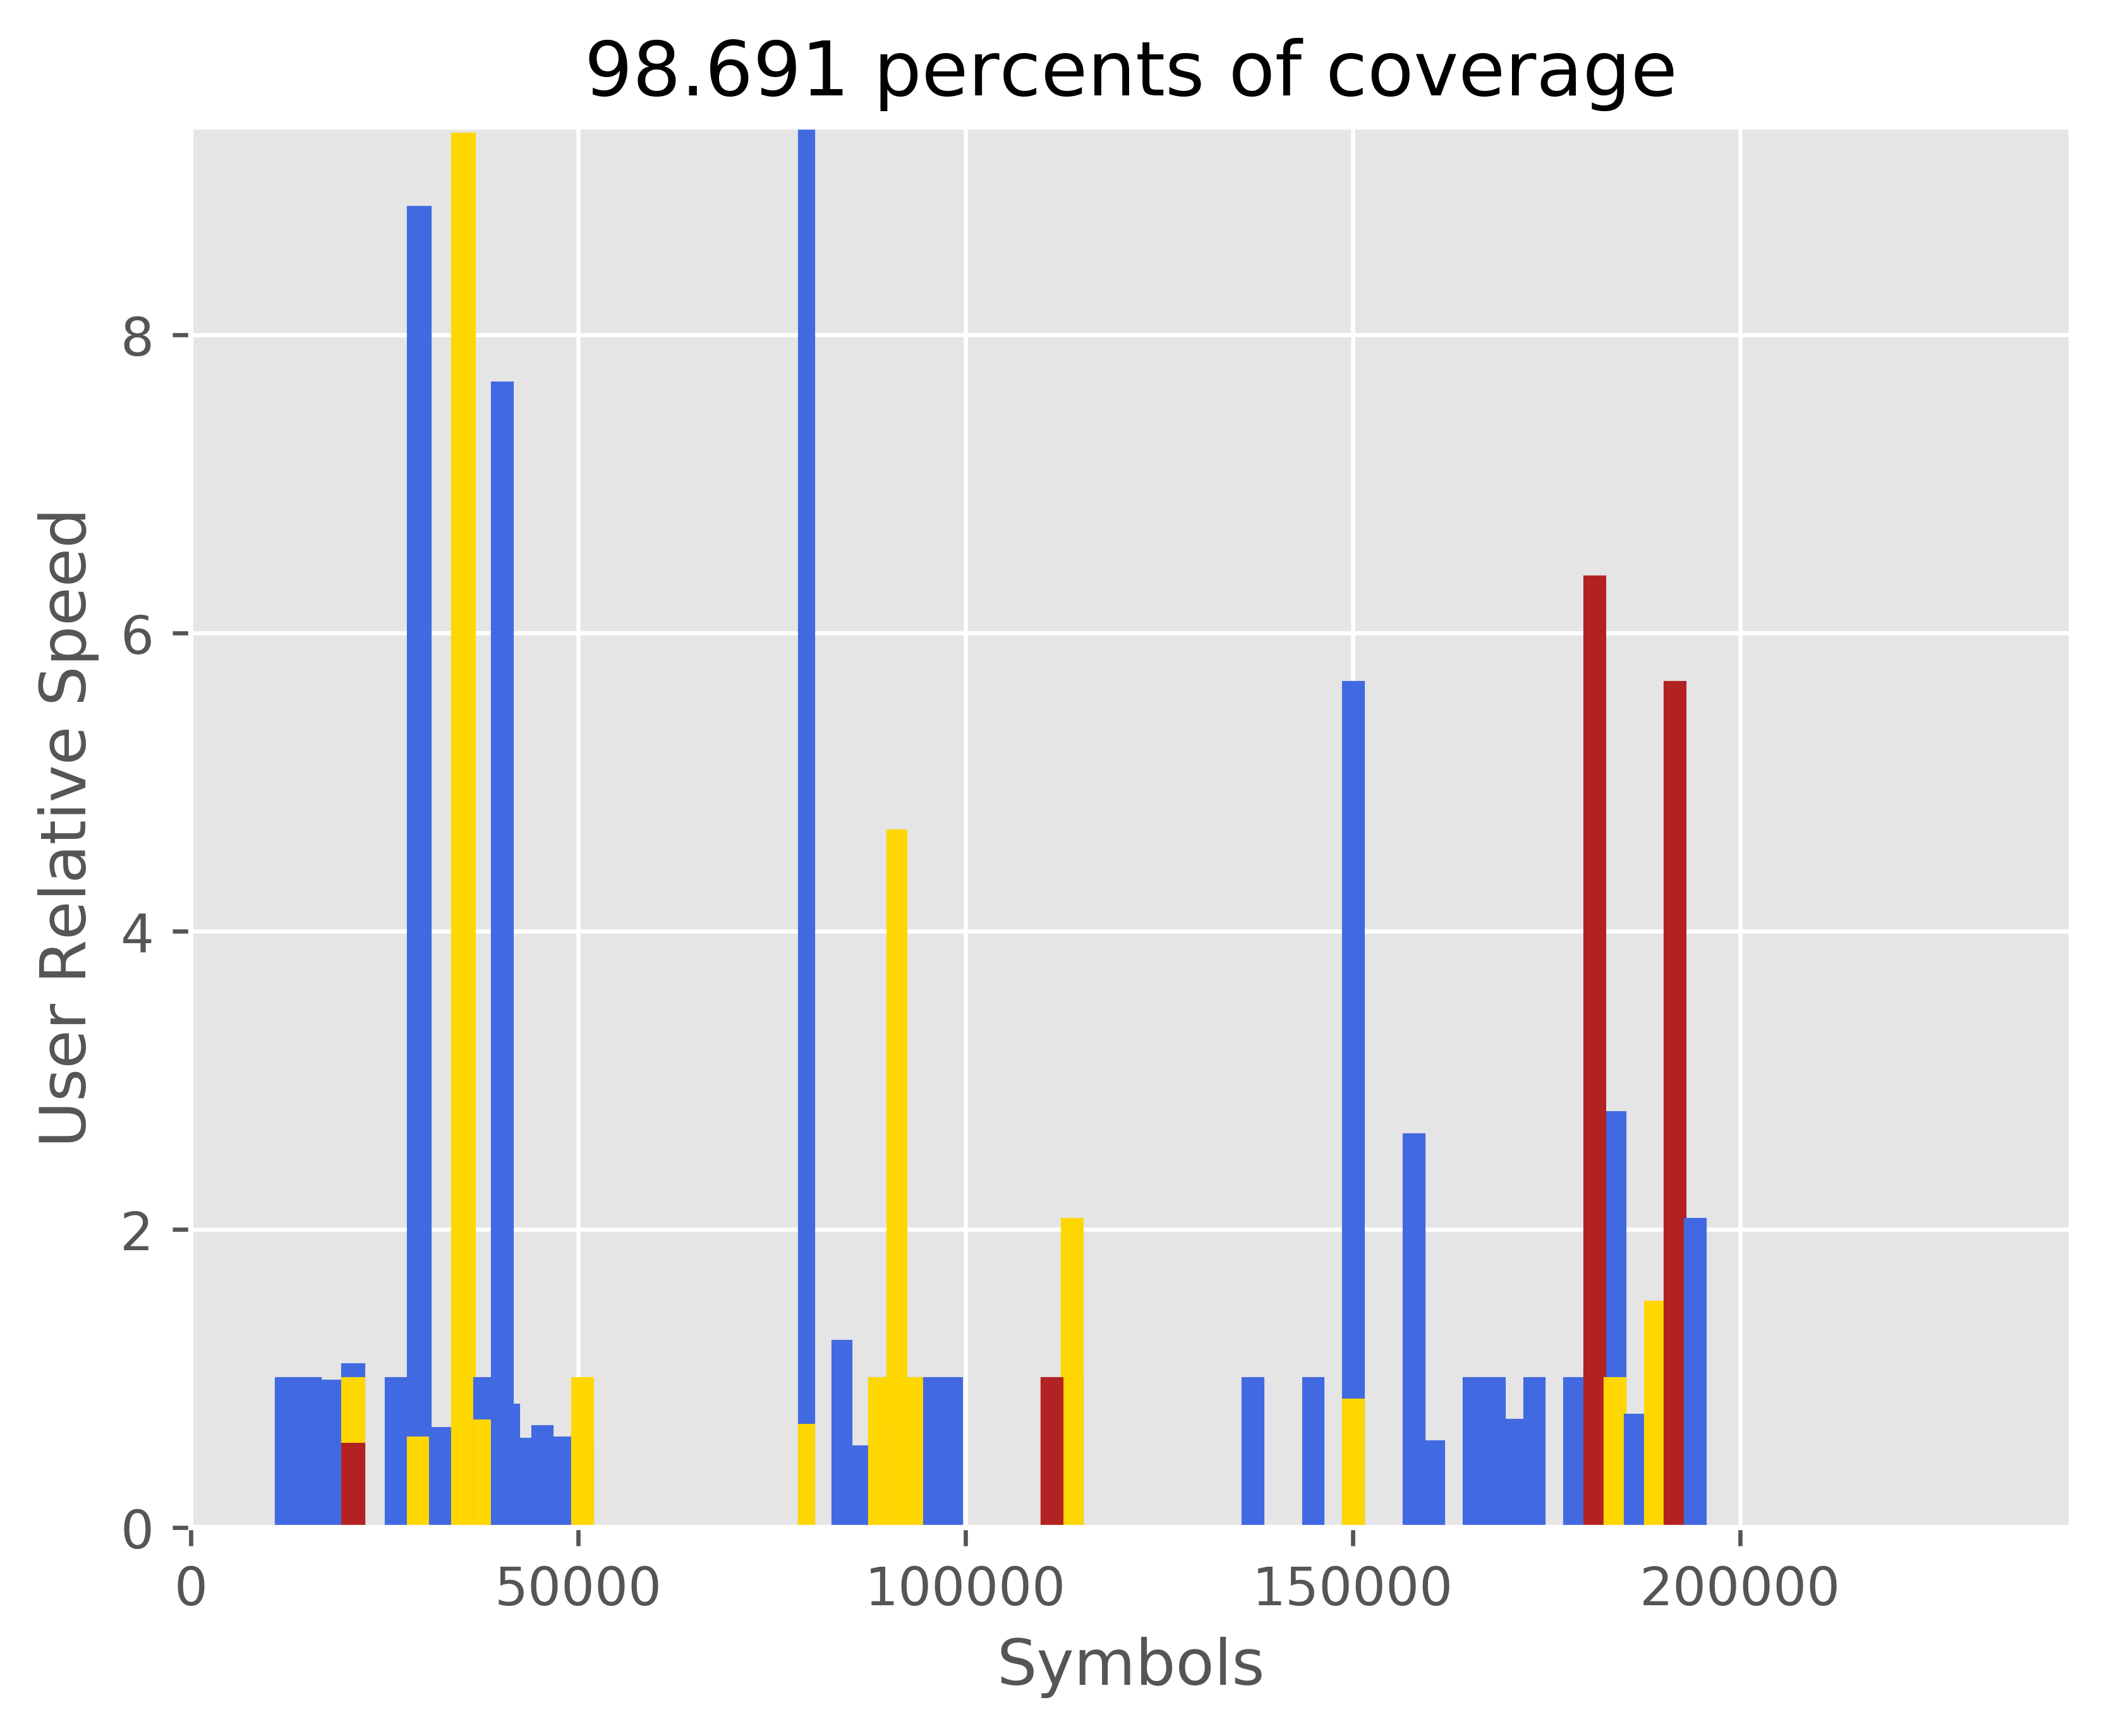 98.691 percents of coverage
User Relative Speed
8
6
4
2
0
0 50000 100000 150000 200000
Symbols